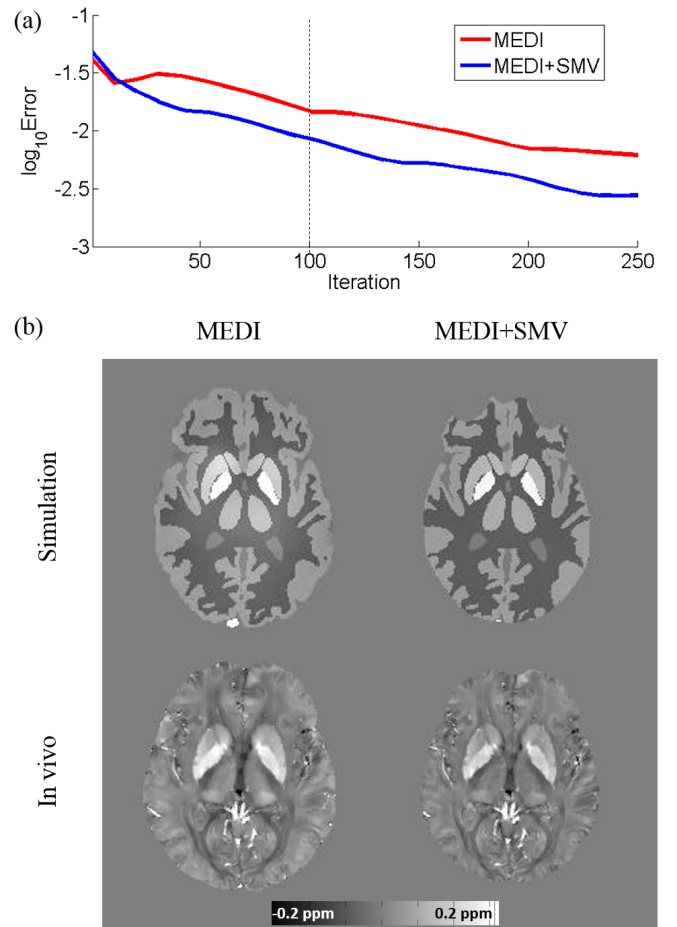 (a)
-1
-1.5
-2
-2.5
-3
log10Error
MEDI
MEDI+SMV
50
100
150
200
250
Iteration
(b)
MEDI
MEDI+SMV
Simulation
In vivo
-0.2 ppm
0.2 ppm